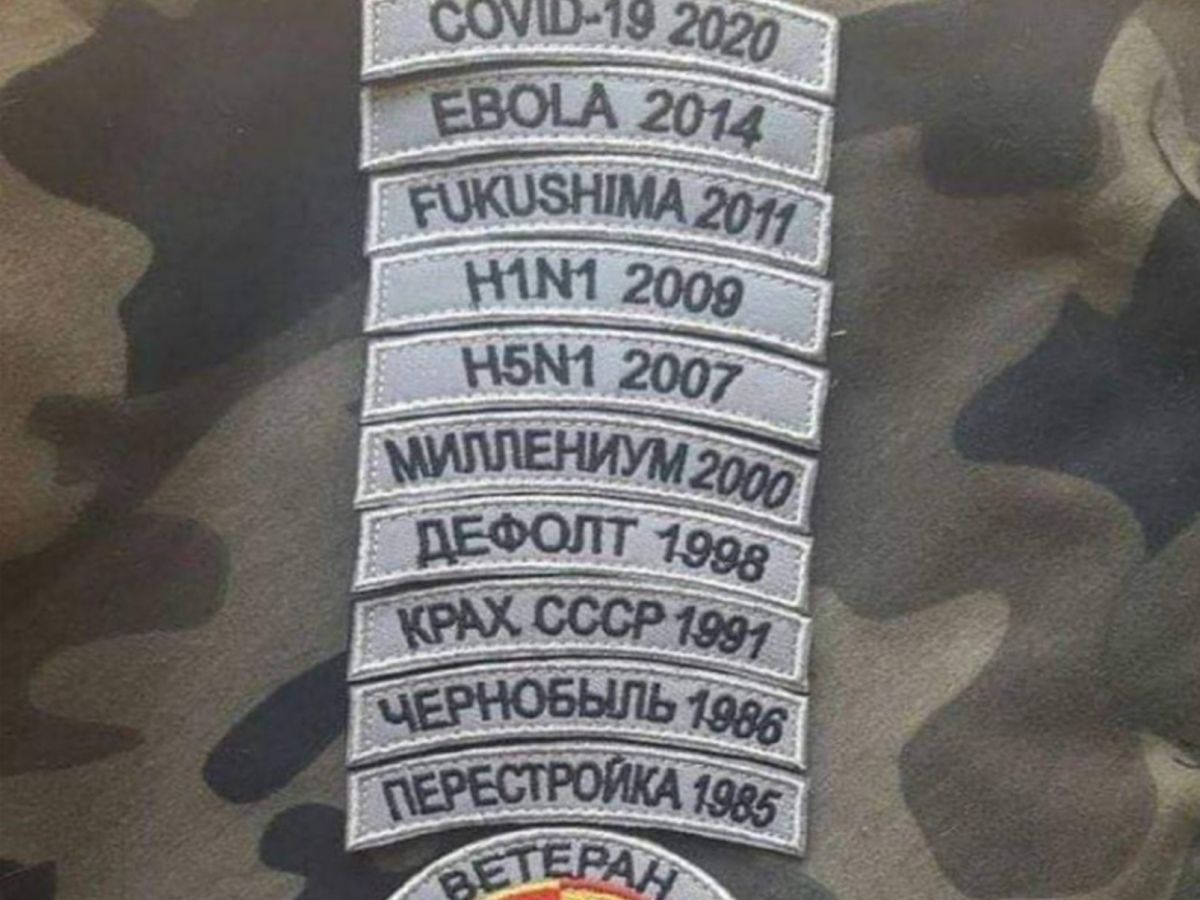 COVID-19 2020
EBOLA 2014
FUKUSHIMA 2011
H1N1 2009
H5N1 2007
МИЛЛЕНИУМ 2000
ДЕФОЛТ 1998
КРАХ СССР 1991
ЧЕРНОБЫЛЬ 1986
ПЕРЕСТРОЙКА 1985
ВЕТЕРАН